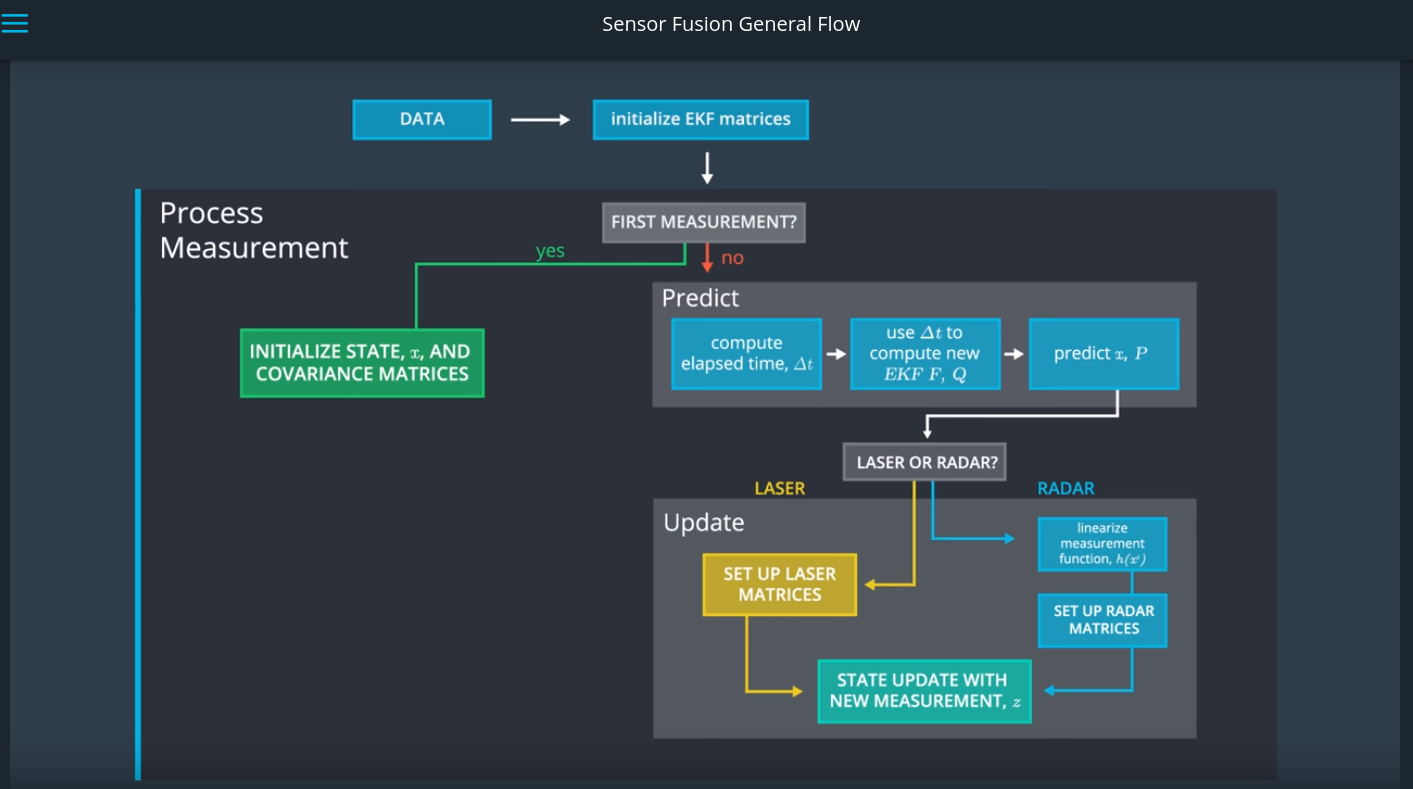 Sensor Fusion General Flow
DATA
initialize EKF matrices
Process
Measurement
FIRST MEASUREMENT?
yes
no
INITIALIZE STATE, x, AND
COVARIANCE MATRICES
Predict
compute
elapsed time, Δt
use Δt to
compute new
EKF F, Q
predict x, P
LASER OR RADAR?
LASER
RADAR
Update
linearize
measurement
function, h(x')
SET UP LASER
MATRICES
SET UP RADAR
MATRICES
STATE UPDATE WITH
NEW MEASUREMENT, z